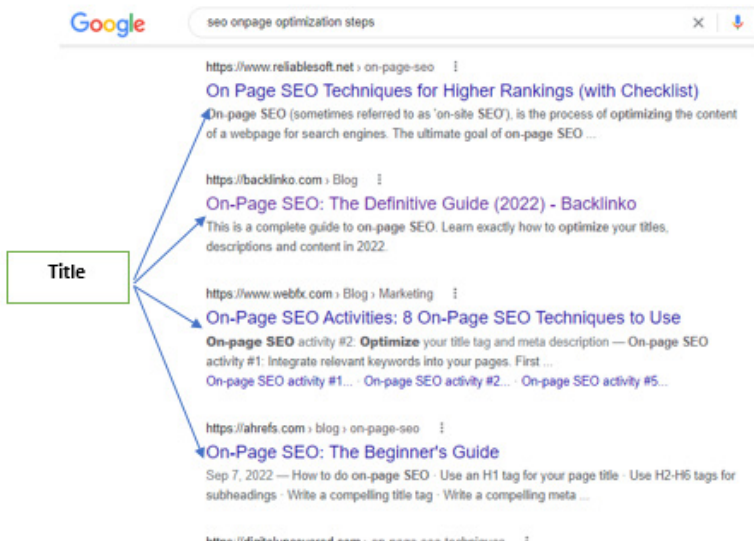 Google
seo onpage optimization steps
https://www.reliablesoft.net › on-page-seo
On Page SEO Techniques for Higher Rankings (with Checklist)
On-page SEO (sometimes referred to as 'on-site SEO'), is the process of optimizing the content
of a webpage for search engines. The ultimate goal of on-page SEO ...
https://backlinko.com › Blog
On-Page SEO: The Definitive Guide (2022) - Backlinko
This is a complete guide to on-page SEO. Learn exactly how to optimize your titles,
descriptions and content in 2022.
Title
https://www.webfx.com › Blog › Marketing
On-Page SEO Activities: 8 On-Page SEO Techniques to Use
On-page SEO activity #2: Optimize your title tag and meta description — On-page SEO
activity #1: Integrate relevant keywords into your pages. First ...
On-page SEO activity #1... · On-page SEO activity #2... · On-page SEO activity #5...
https://ahrefs.com › blog › on-page-seo
On-Page SEO: The Beginner's Guide
Sep 7, 2022 — How to do on-page SEO · Use an H1 tag for your page title · Use H2-H6 tags for
subheadings · Write a compelling title tag · Write a compelling meta ...